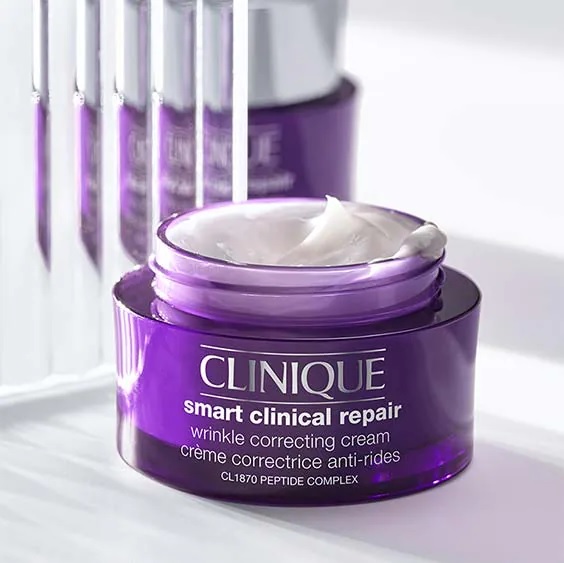 CLINIQUE
smart clinical repair
wrinkle correcting cream
crème correctrice anti-rides
CL1870 PEPTIDE COMPLEX